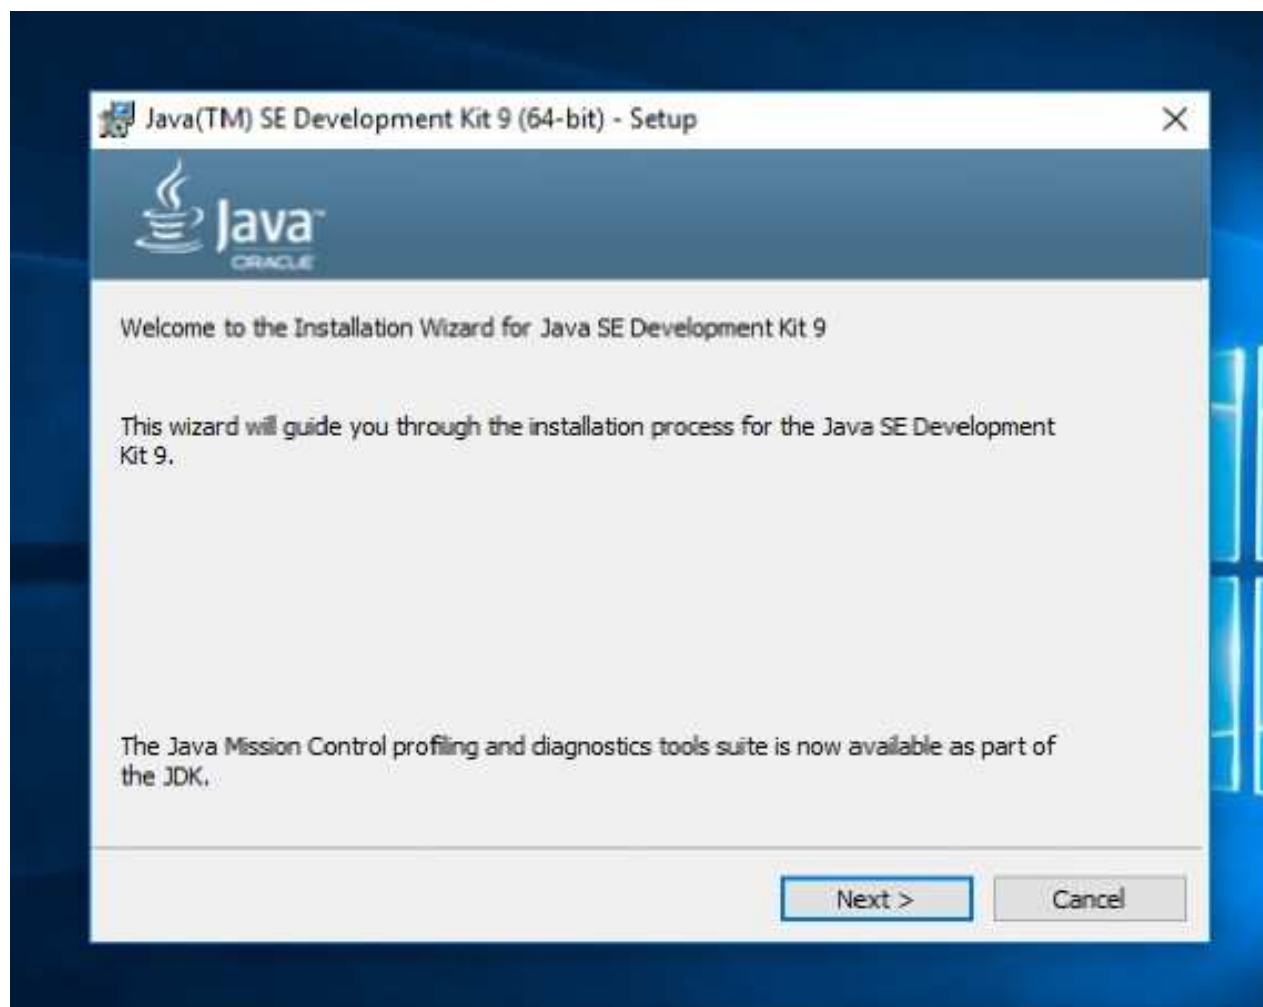 Java(TM) SE Development Kit 9 (64-bit) - Setup
Java™
ORACLE
Welcome to the Installation Wizard for Java SE Development Kit 9
This wizard will guide you through the installation process for the Java SE Development
Kit 9.
The Java Mission Control profiling and diagnostics tools suite is now available as part of
the JDK.
Next >
Cancel